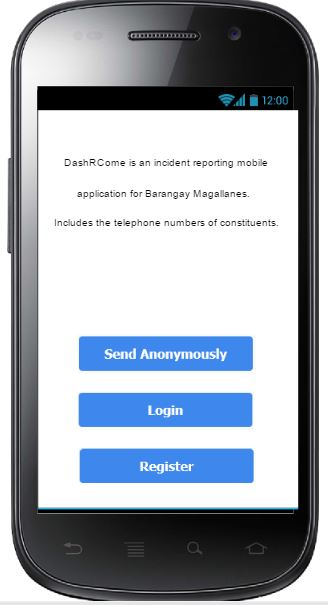 12:00
DashRCome is an incident reporting mobile
application for Barangay Magallanes.
Includes the telephone numbers of constituents.
Send Anonymously
Login
Register